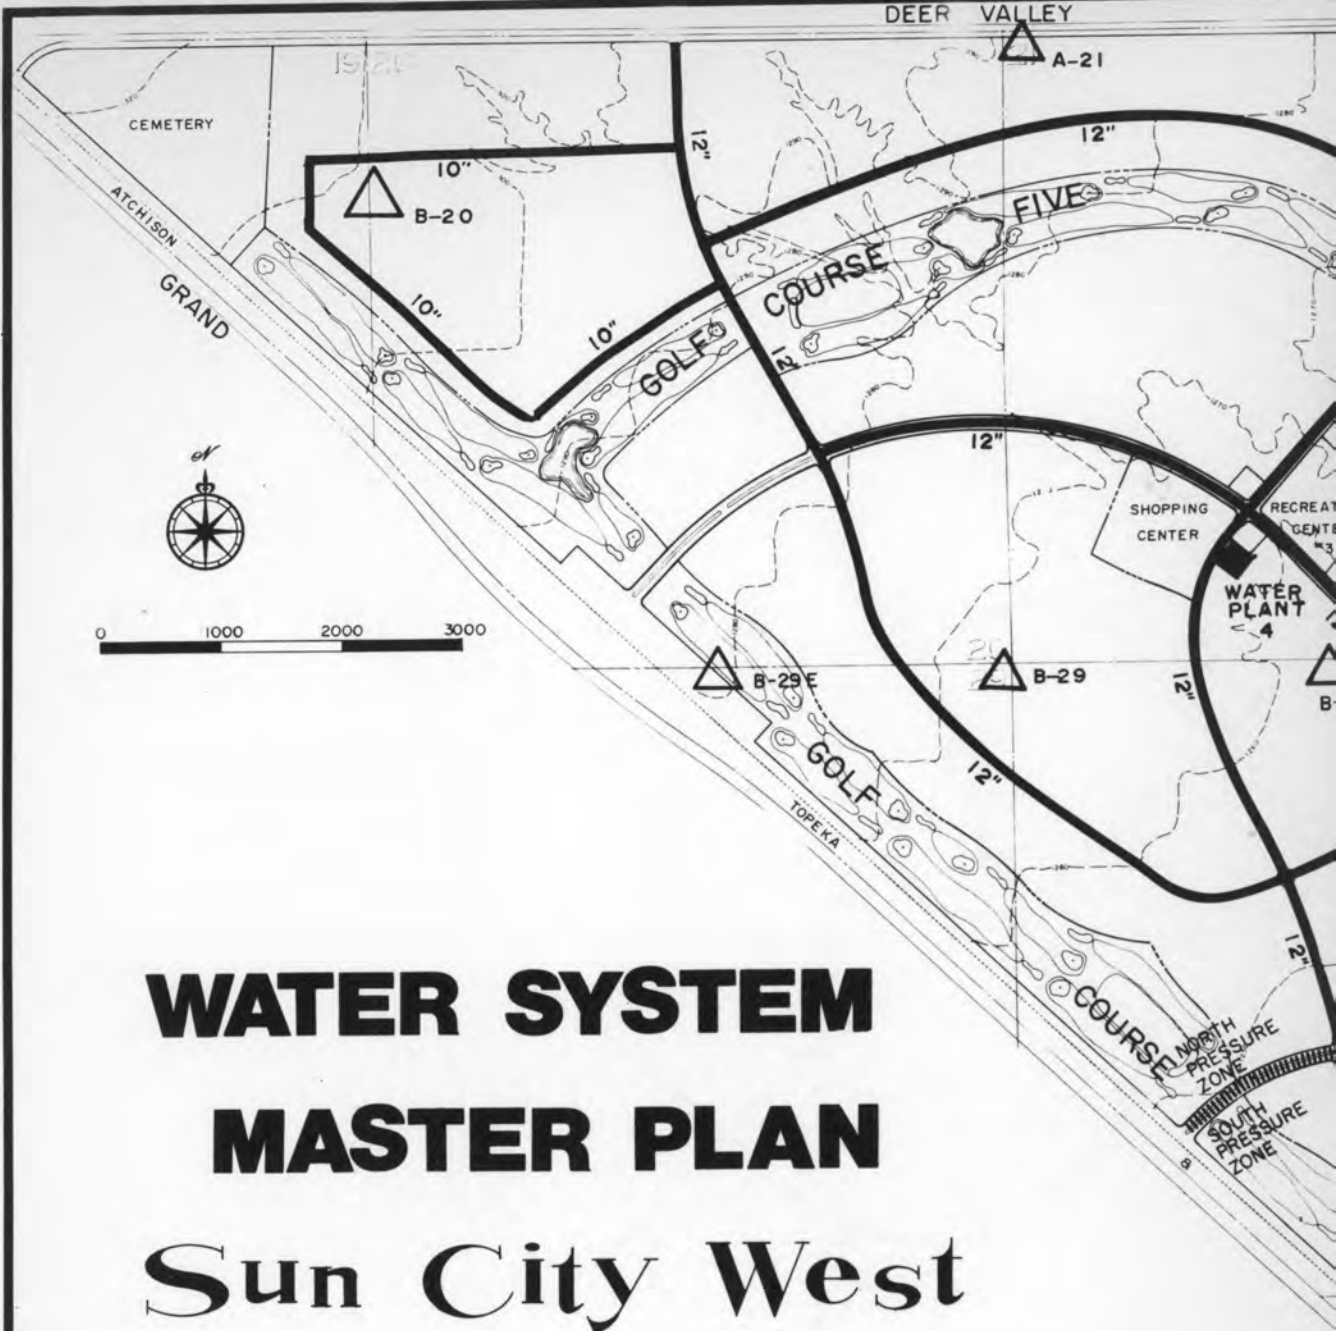 DEER VALLEY
A-21
CEMETERY
12"
12"
10"
B-20
ATCHISON
GRAND
FIVE
COURSE
GOLF
10"
10"
12"
12"
N
SHOPPING
CENTER
WATER
PLANT
4
0 1000 2000 3000
B-29E
B-29
12"
12"
GOLF
TOPEKA
12"
COURSE
NORTH
PRESSURE
ZONE
SOUTH
PRESSURE
ZONE
WATER SYSTEM
MASTER PLAN
Sun City West